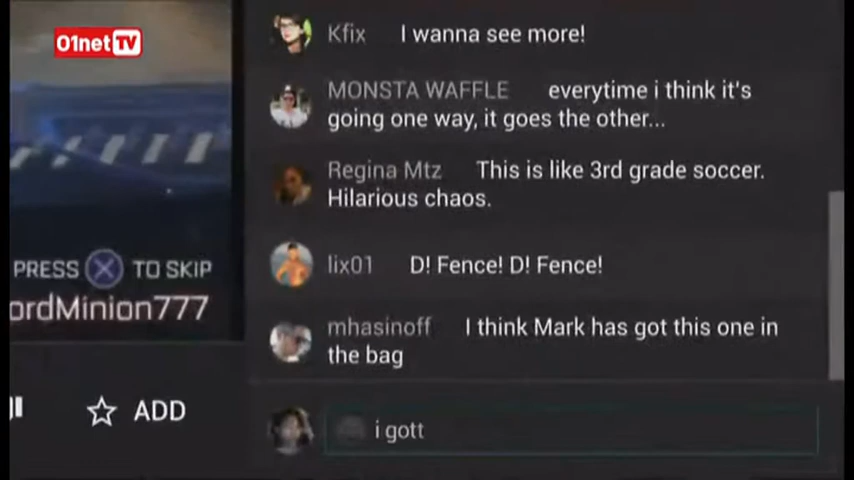 01net TV
Kfix I wanna see more!
MONSTA WAFFLE everytime i think it's
going one way, it goes the other...
Regina Mtz This is like 3rd grade soccer.
Hilarious chaos.
lix01 D! Fence! D! Fence!
mhasinoff I think Mark has got this one in
the bag
PRESS TO SKIP
ordMinion777
ADD
i gott